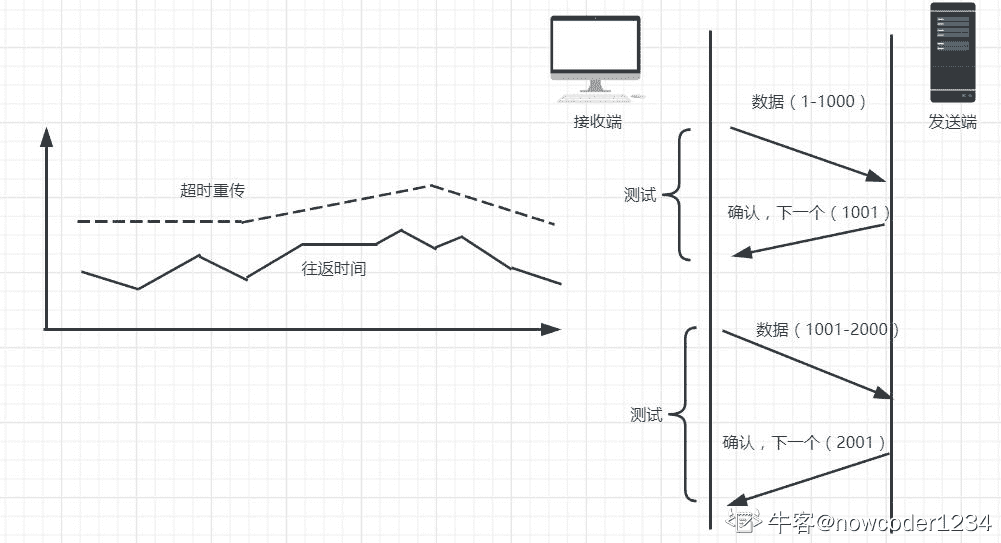 接收端
发送端
超时重传
往返时间
数据（1-1000）
测试
确认，下一个（1001）
数据（1001-2000）
测试
确认，下一个（2001）
牛客@nowcoder1234